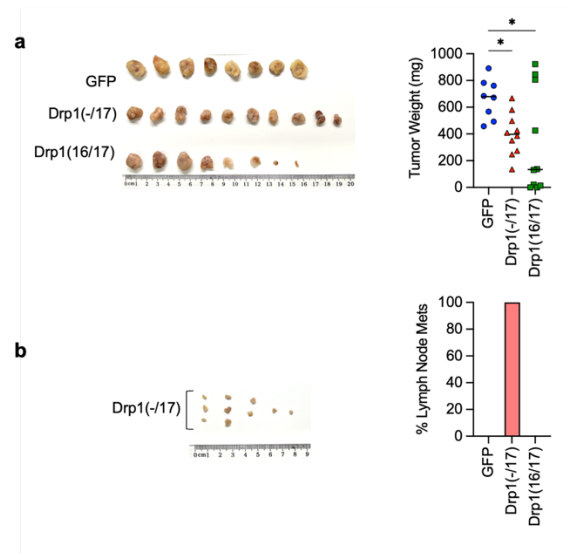 a
GFP
Drp1(-/17)
Drp1(16/17)
0 cm 1 2 3 4 5 6 7 8 9 10 11 12 13 14 15 16 17 18 19 20
Tumor Weight (mg)
1000
800
600
400
200
0
*
*
GFP
Drp1(-/17)
Drp1(16/17)
b
Drp1(-/17)
0 cm 1 2 3 4 5 6 7 8 9
% Lymph Node Mets
100
80
60
40
20
0
GFP
Drp1(-/17)
Drp1(16/17)